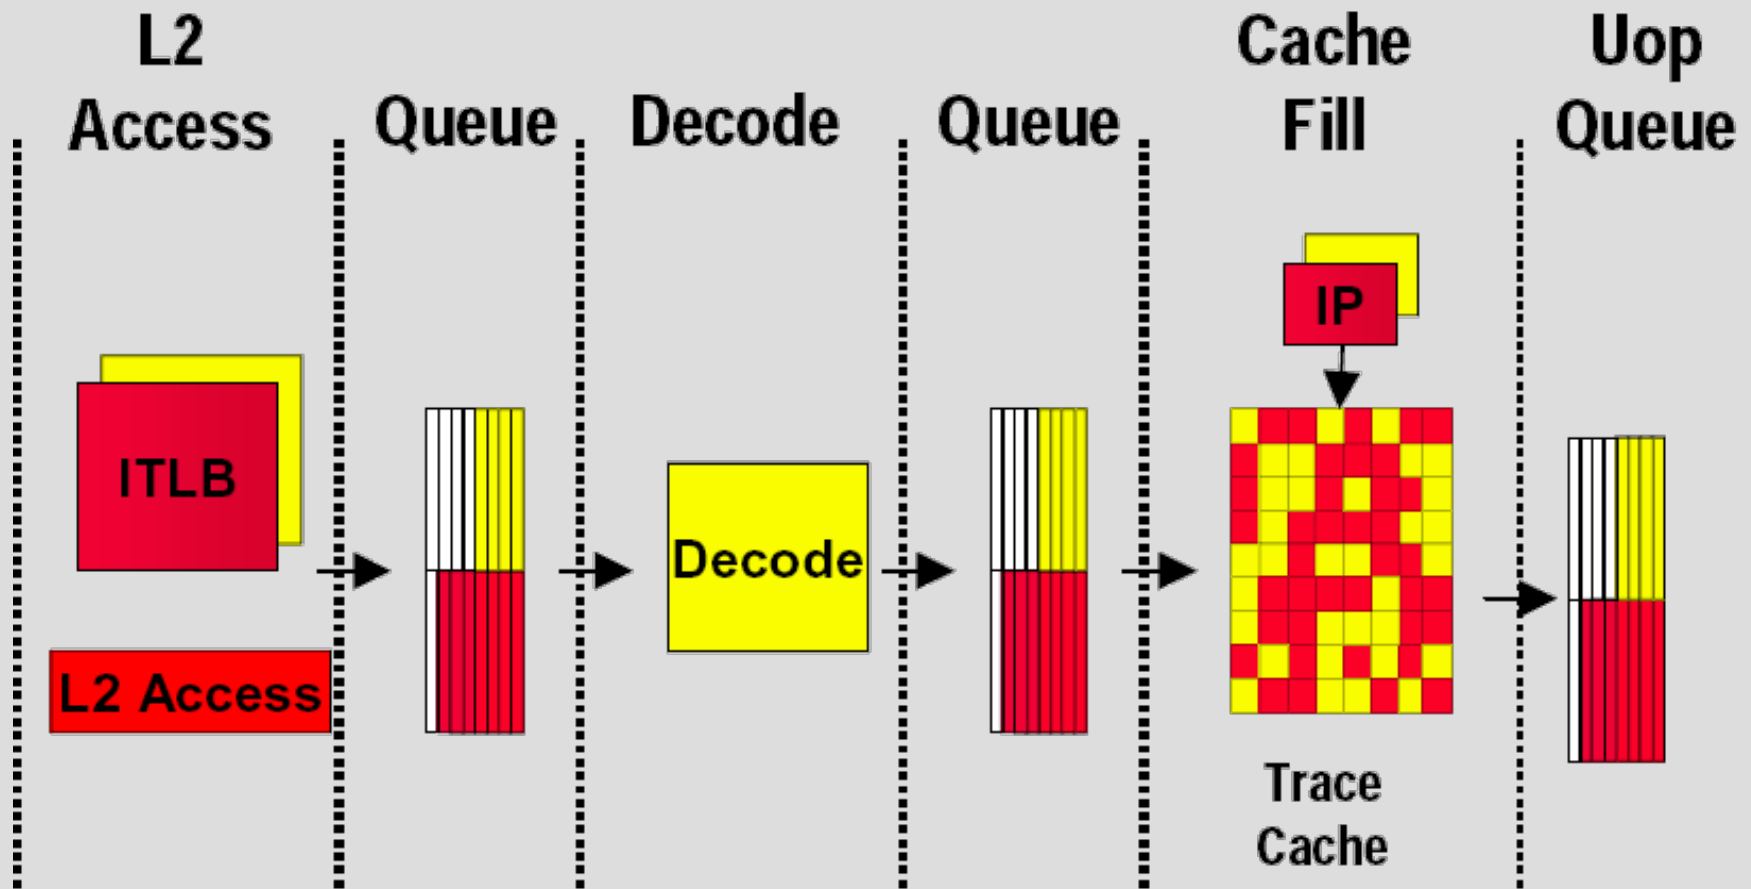 L2
Access
Queue
Decode
Queue
Cache
Fill
Uop
Queue
IP
ITLB
Decode
L2 Access
Trace
Cache